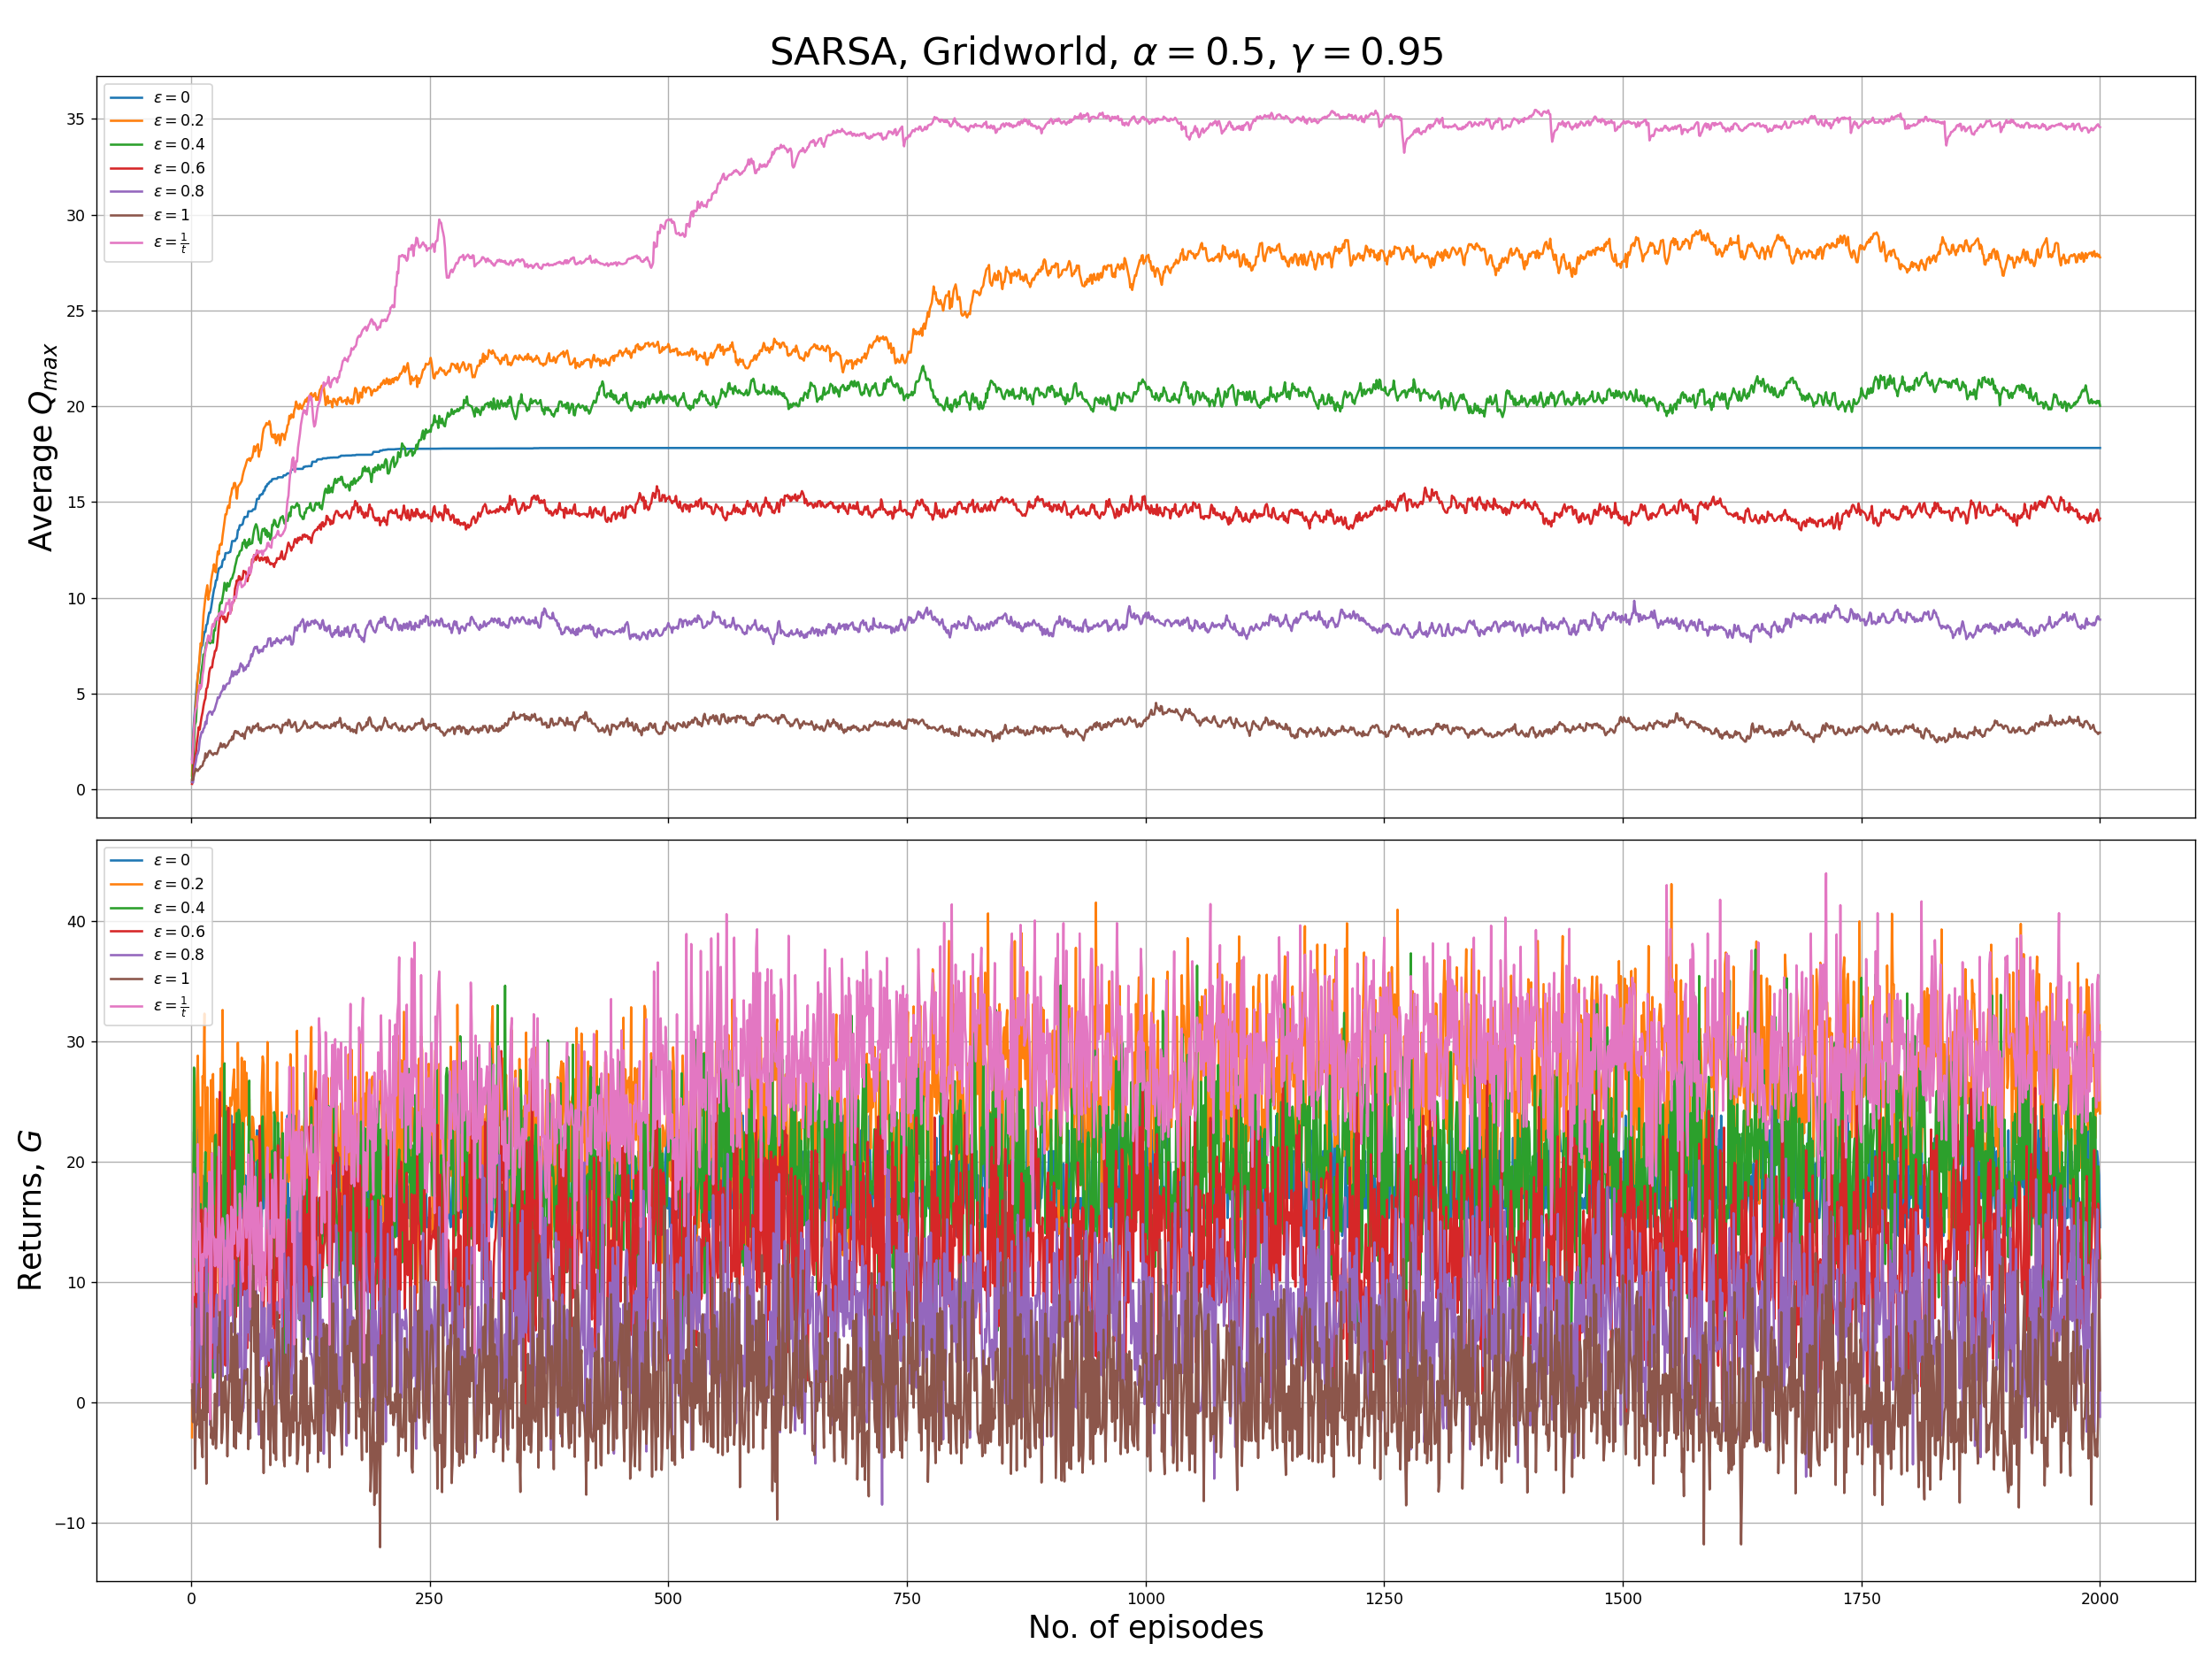 SARSA, Gridworld, α = 0.5, γ = 0.95
ε = 0
ε = 0.2
ε = 0.4
ε = 0.6
ε = 0.8
ε = 1
ε = 1/t
35
30
25
20
15
10
5
0
Average Qmax
ε = 0
ε = 0.2
ε = 0.4
ε = 0.6
ε = 0.8
ε = 1
ε = 1/t
40
30
20
10
0
−10
Returns, G
0 250 500 750 1000 1250 1500 1750 2000
No. of episodes